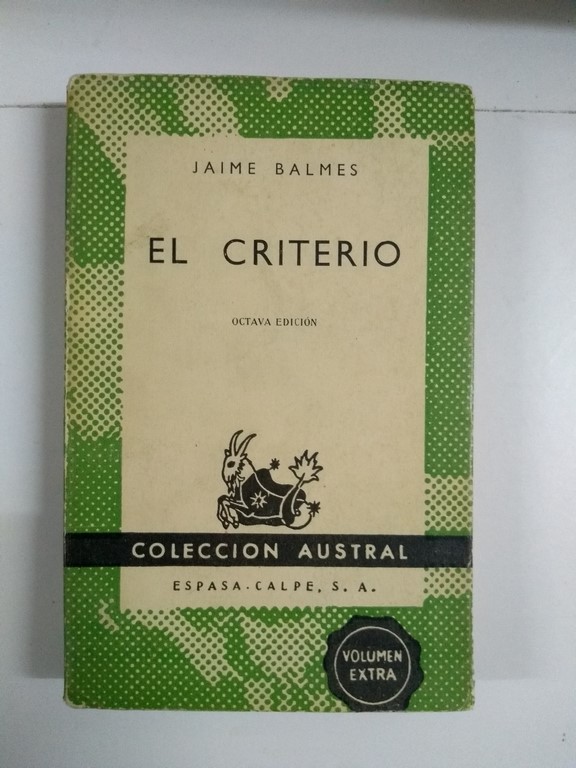 JAIME BALMES
EL CRITERIO
OCTAVA EDICIÓN
COLECCION AUSTRAL
ESPASA-CALPE, S. A.
VOLUMEN
EXTRA